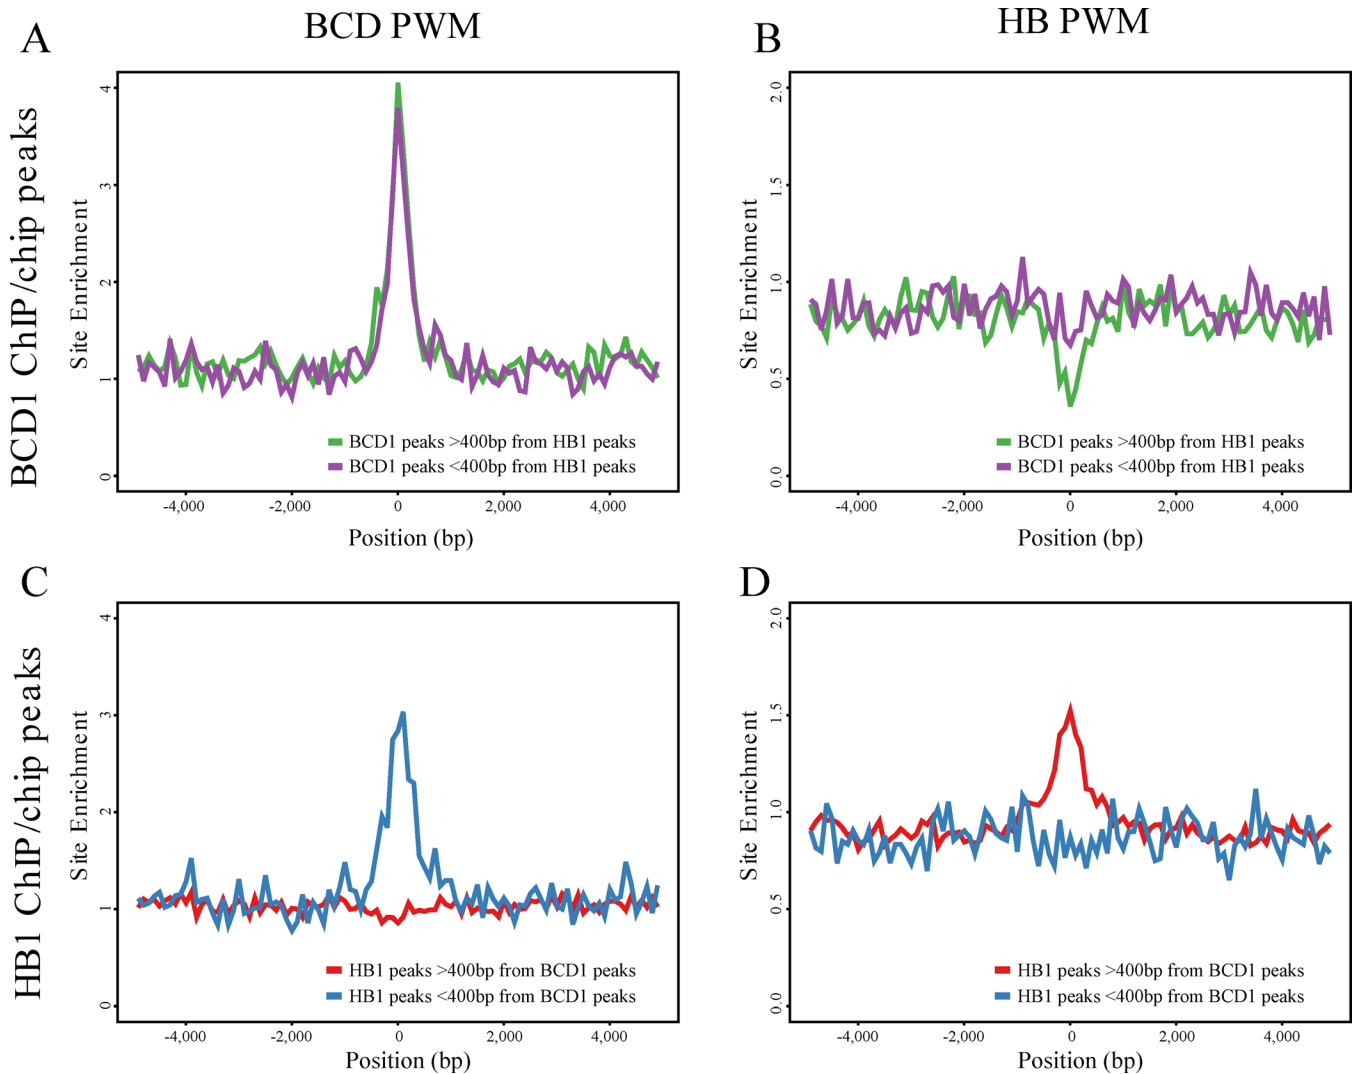 BCD PWM
HB PWM
A
B
BCD1 ChIP/chip peaks
Site Enrichment
4
3
2
1
0
BCD1 peaks >400bp from HB1 peaks
BCD1 peaks <400bp from HB1 peaks
-4,000 -2,000 0 2,000 4,000
Position (bp)
Site Enrichment
2.0
1.5
1.0
0.5
0.0
BCD1 peaks >400bp from HB1 peaks
BCD1 peaks <400bp from HB1 peaks
-4,000 -2,000 0 2,000 4,000
Position (bp)
C
D
HB1 ChIP/chip peaks
Site Enrichment
4
3
2
1
0
HB1 peaks >400bp from BCD1 peaks
HB1 peaks <400bp from BCD1 peaks
-4,000 -2,000 0 2,000 4,000
Position (bp)
Site Enrichment
2.0
1.5
1.0
0.5
0.0
HB1 peaks >400bp from BCD1 peaks
HB1 peaks <400bp from BCD1 peaks
-4,000 -2,000 0 2,000 4,000
Position (bp)